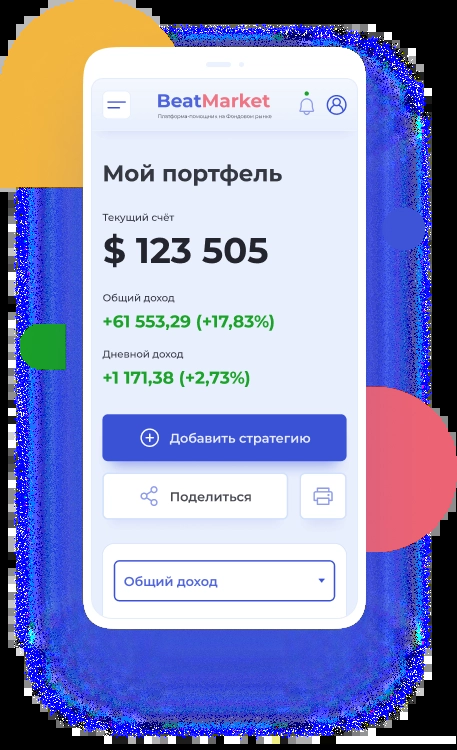 BeatMarket
Платформа-помощник на Фондовом рынке
Мой портфель
Текущий счёт
$ 123 505
Общий доход
+61 553,29 (+17,83%)
Дневной доход
+1 171,38 (+2,73%)
Добавить стратегию
Поделиться
Общий доход